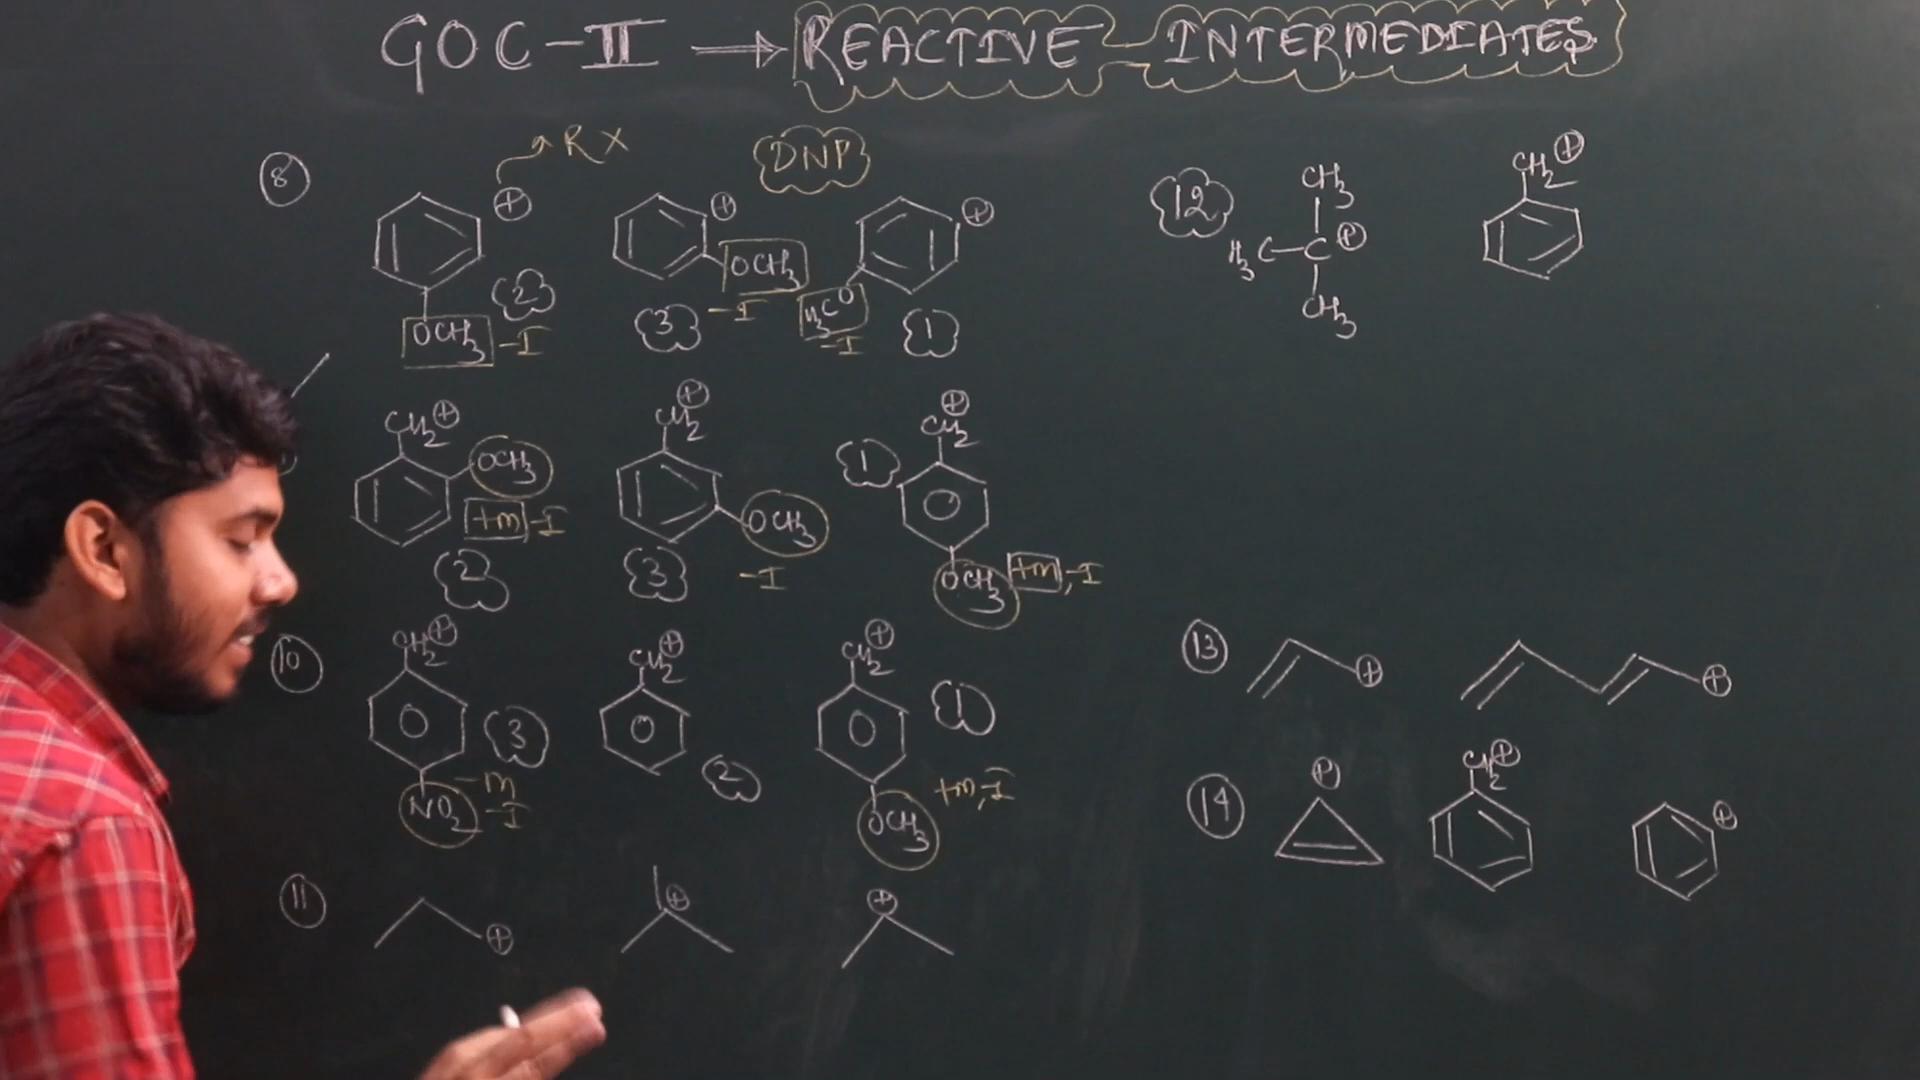 GOC-II → REACTIVE INTERMEDIATES
⑧
⊕ → R X
DNP
⊕
⊕
OCH3 -I
2
OCH3 -I
3
H3CO -I
1
CH2⊕
OCH3
+m -I
2
CH2⊕
OCH3
-I
3
CH2⊕
1
OCH3 +m, -I
⑩
CH2⊕
3
NO2 -m -I
CH2⊕
2
CH2⊕
1
OCH3 +m, -I
⑪
⊕
⊕
⊕
12
CH3
H3C-C⊕
CH3
CH2⊕
⑬
⊕
⊕
⑭
⊕
CH2⊕
⊕